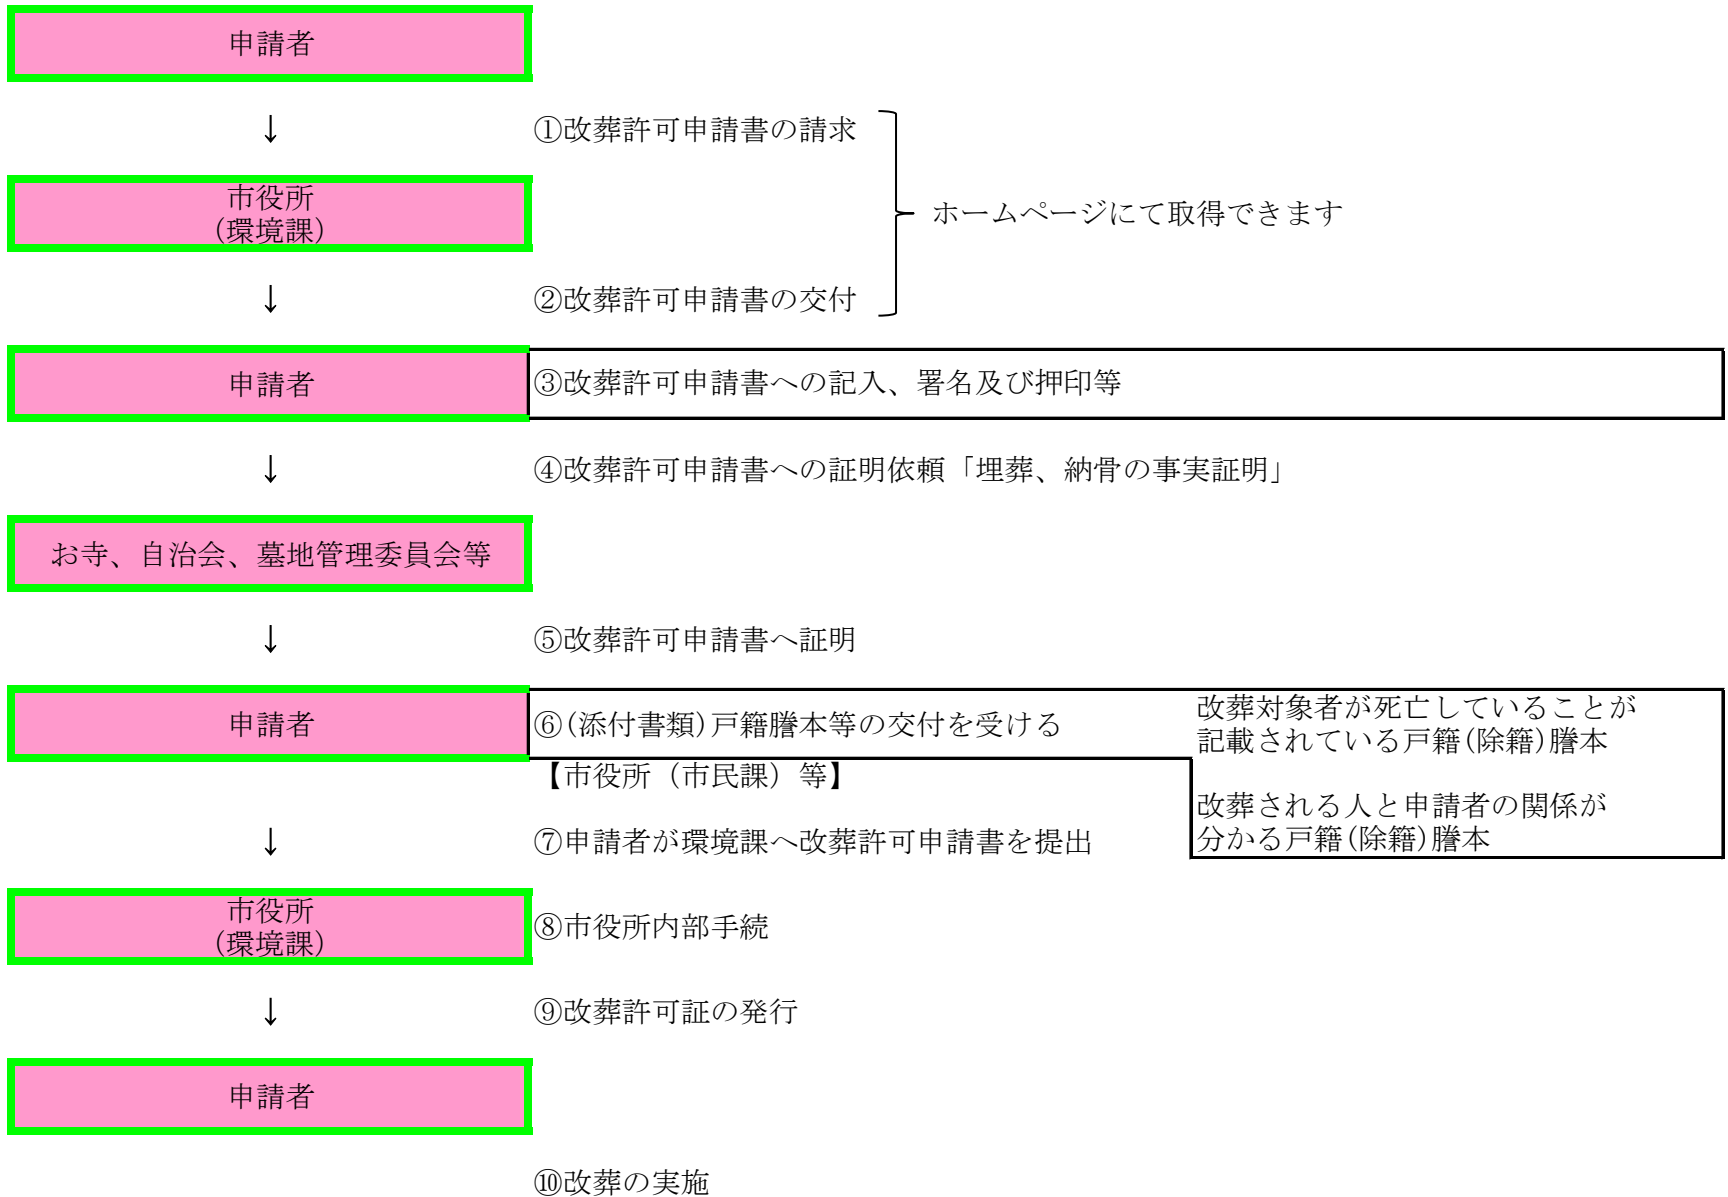 申請者
↓
①改葬許可申請書の請求
市役所
(環境課)
ホームページにて取得できます
↓
②改葬許可申請書の交付
申請者
③改葬許可申請書への記入、署名及び押印等
↓
④改葬許可申請書への証明依頼「埋葬、納骨の事実証明」
お寺、自治会、墓地管理委員会等
↓
⑤改葬許可申請書へ証明
申請者
⑥(添付書類)戸籍謄本等の交付を受ける
改葬対象者が死亡していることが
記載されている戸籍(除籍)謄本
【市役所（市民課）等】
改葬される人と申請者の関係が
分かる戸籍(除籍)謄本
↓
⑦申請者が環境課へ改葬許可申請書を提出
市役所
(環境課)
⑧市役所内部手続
↓
⑨改葬許可証の発行
申請者
⑩改葬の実施